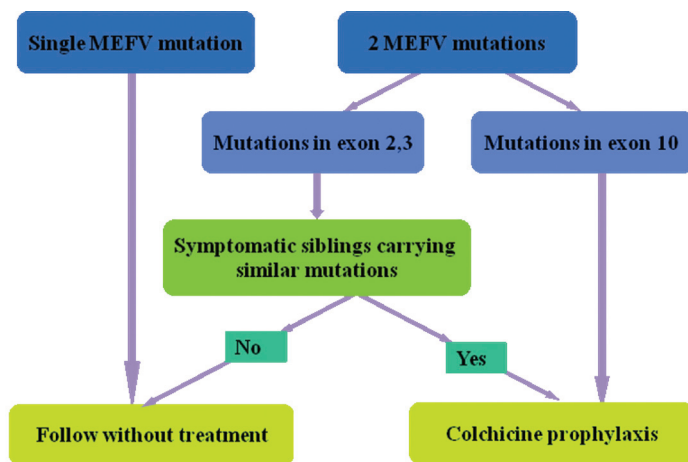 Single MEFV mutation
2 MEFV mutations
Mutations in exon 2,3
Mutations in exon 10
Symptomatic siblings carrying
similar mutations
No
Yes
Follow without treatment
Colchicine prophylaxis